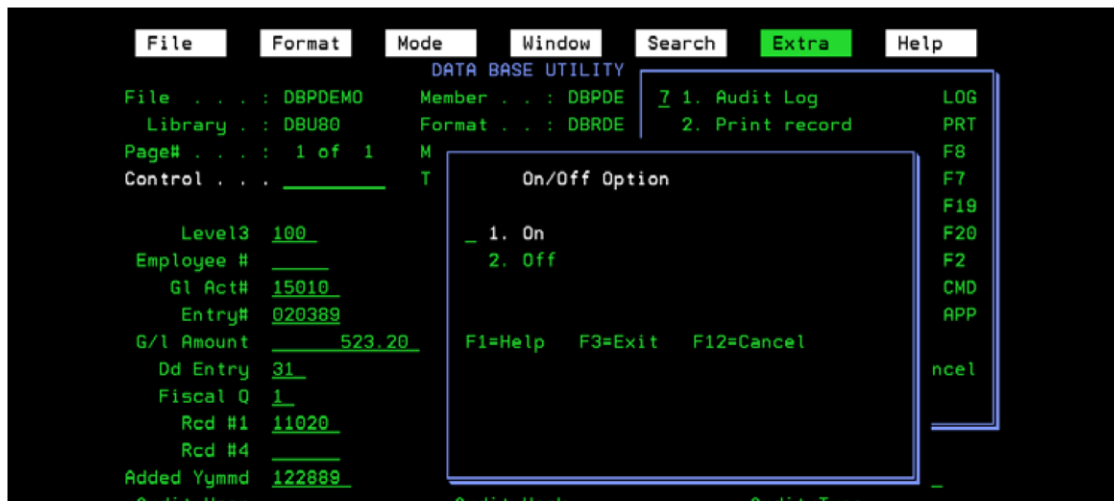 File Format Mode Window Search Extra Help
DATA BASE UTILITY
File . . . : DBPDEMO Member . . : DBPDE 7 1. Audit Log LOG
Library . : DBU80 Format . . : DBRDE 2. Print record PRT
Page# . . . : 1 of 1 M F8
Control . . . T On/Off Option F7
F19
Level3 100 _ 1. On F20
Employee # 2. Off F2
Gl Act# 15010 CMD
Entry# 020389 APP
G/l Amount 523.20 F1=Help F3=Exit F12=Cancel
Dd Entry 31 ncel
Fiscal Q 1
Rcd #1 11020
Rcd #4
Added Yymmd 122889